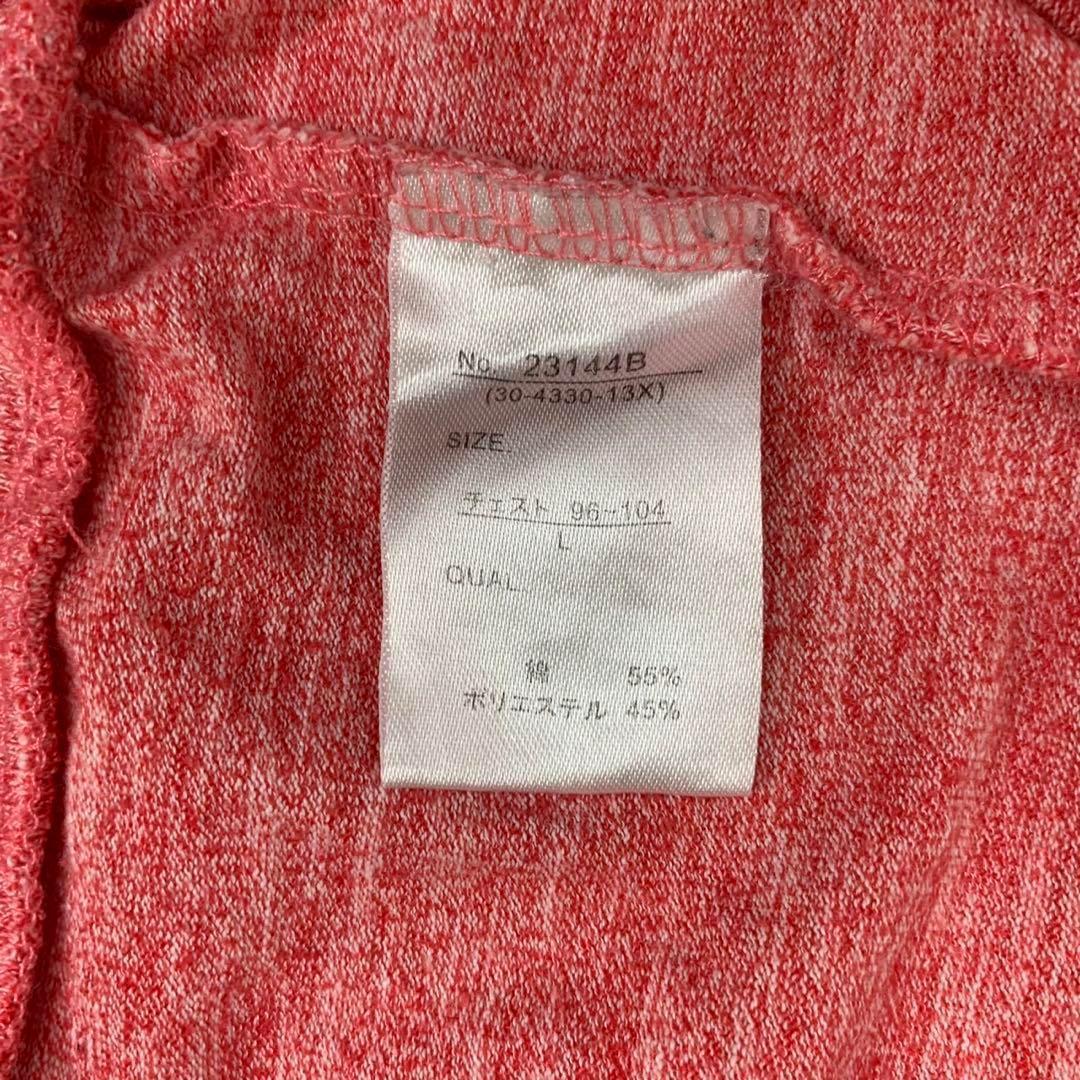 No. 23144B
(30-4330-13X)
SIZE.
チェスト 96~104
L
QUAL
綿 55%
ポリエステル 45%